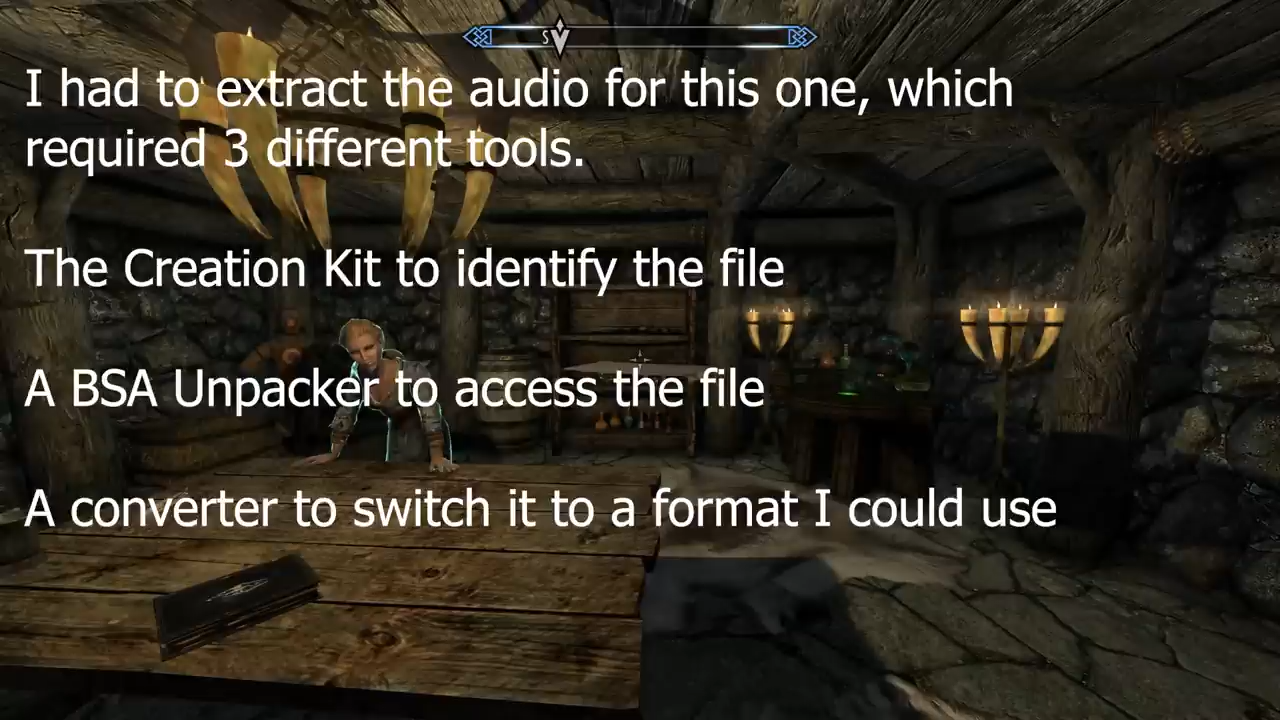 S
I had to extract the audio for this one, which
required 3 different tools.
The Creation Kit to identify the file
A BSA Unpacker to access the file
A converter to switch it to a format I could use